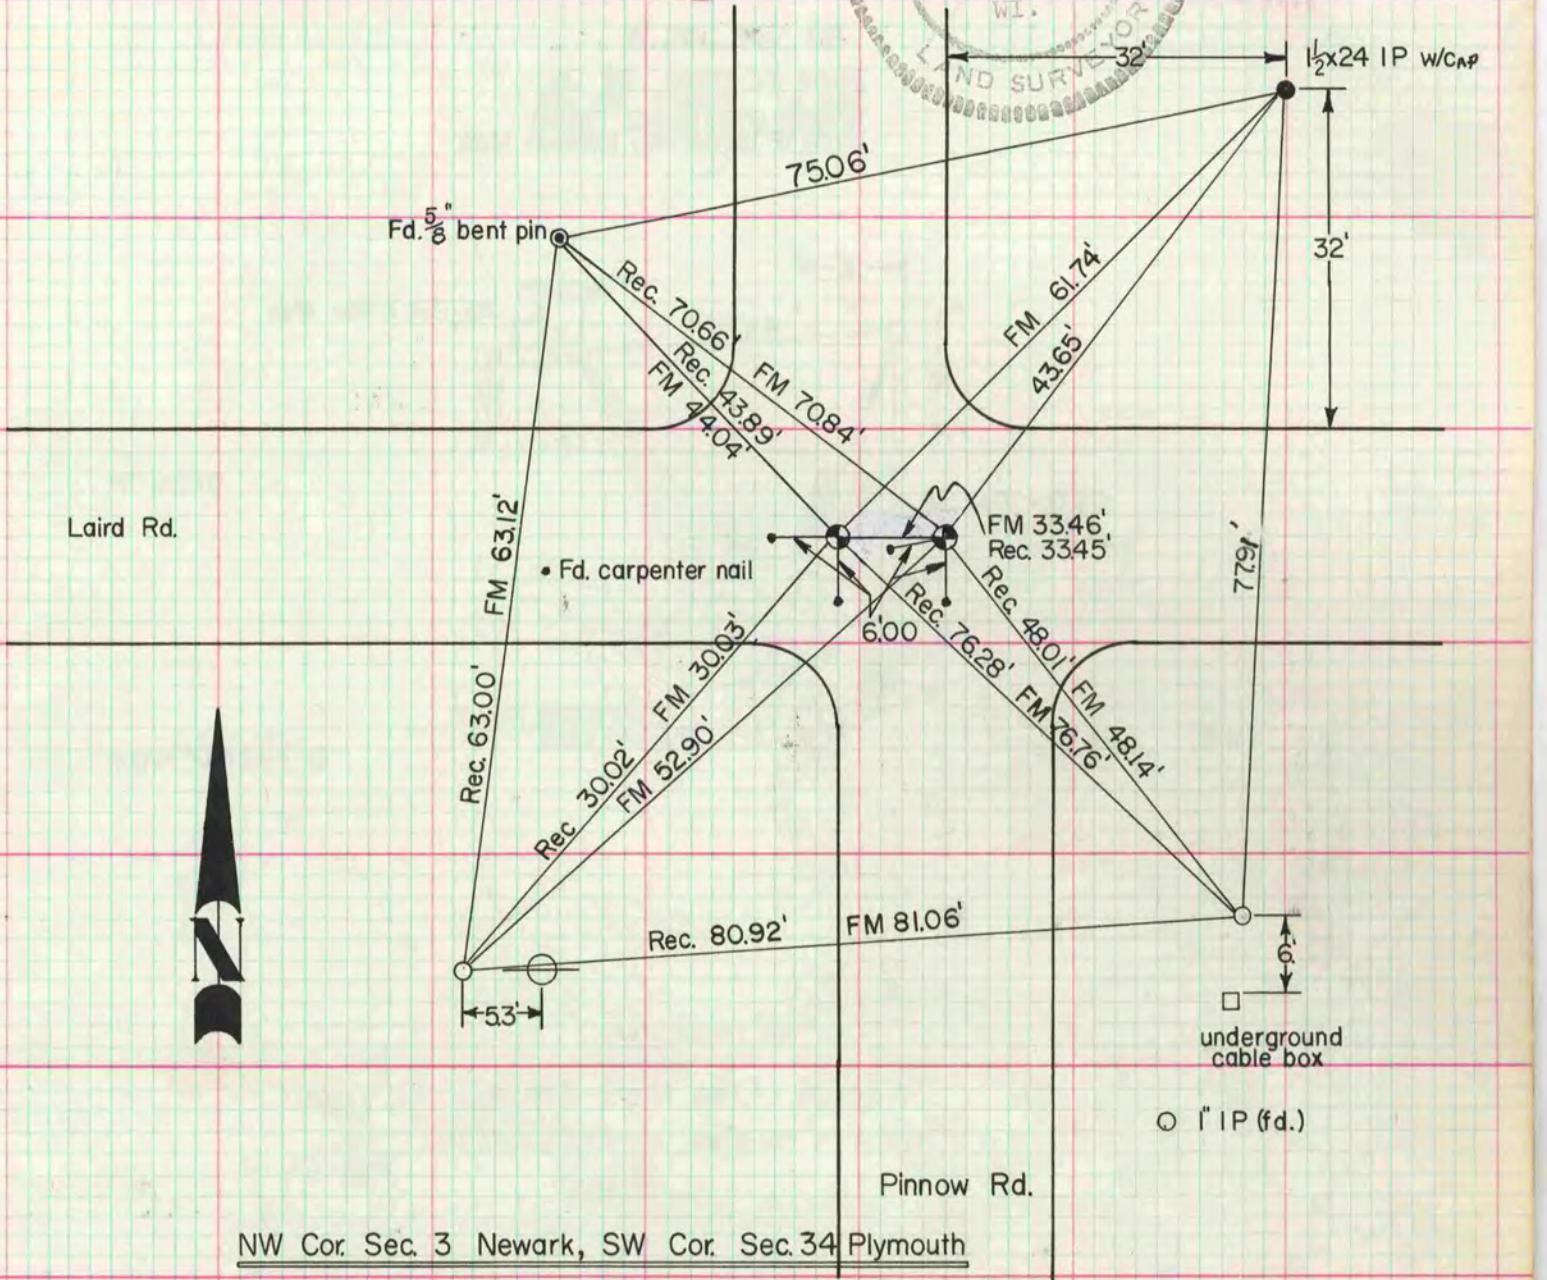 WI.
LAND SURVEYOR
32'
1½x24 IP W/CAP
75.06'
Fd. 5/8" bent pin
32'
Rec. 70.66' FM 70.84'
FM 61.74'
43.65'
Rec. 43.89'
FM 44.04'
Laird Rd.
FM 33.46'
Rec. 33.45'
Rec. 63.00' FM 63.12'
Fd. carpenter nail
77.91'
6.00'
Rec. 30.02' FM 30.03'
FM 52.90'
Rec. 76.28' FM 76.76'
Rec. 48.01' FM 48.14'
N
Rec. 80.92' FM 81.06'
6'
5.3'
underground
cable box
1" IP (fd.)
Pinnow Rd.
NW Cor. Sec. 3 Newark, SW Cor. Sec. 34 Plymouth